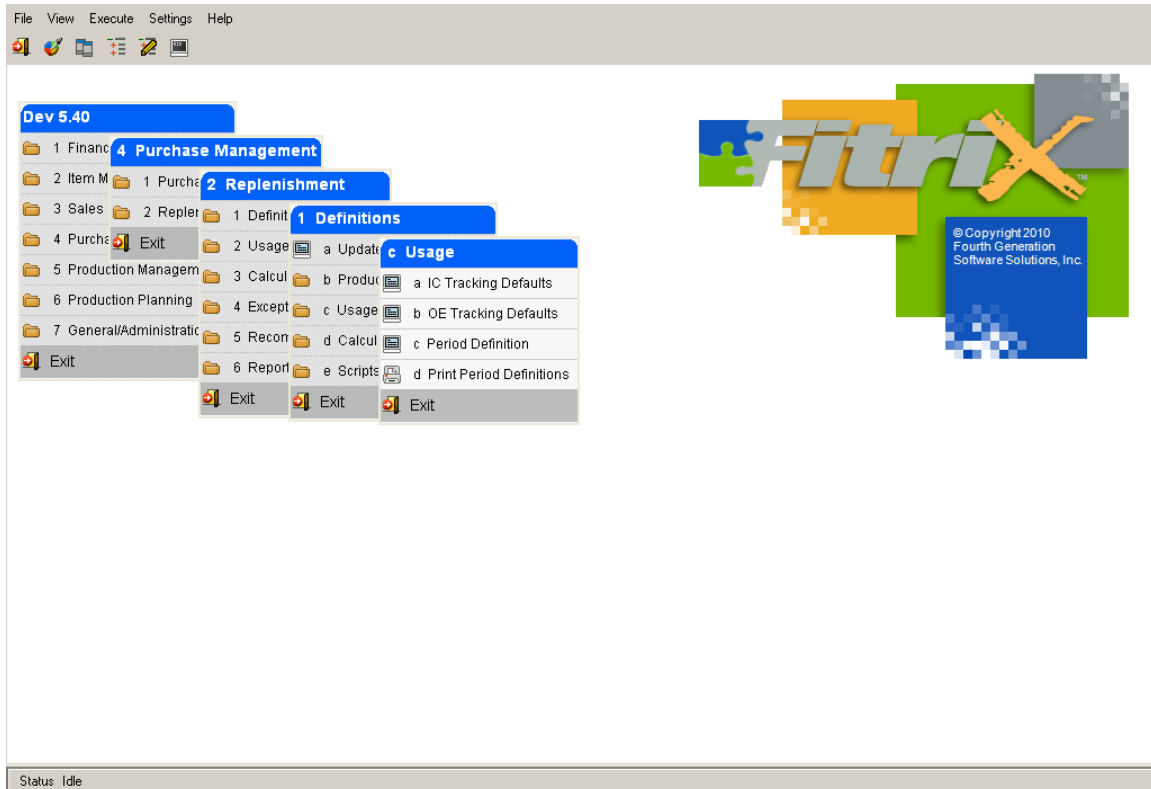 File View Execute Settings Help
Dev 5.40
1 Financ
2 Item M
3 Sales
4 Purcha
5 Production Managem
6 Production Planning
7 General/Administratic
Exit
4 Purchase Management
1 Purcha
2 Repler
Exit
2 Replenishment
1 Definit
2 Usage
3 Calcul
4 Except
5 Recon
6 Report
Exit
1 Definitions
a Update
b Produc
c Usage
d Calcul
e Scripts
Exit
c Usage
a IC Tracking Defaults
b OE Tracking Defaults
c Period Definition
d Print Period Definitions
Exit
FitriX TM
© Copyright 2010
Fourth Generation
Software Solutions, Inc.
Status Idle